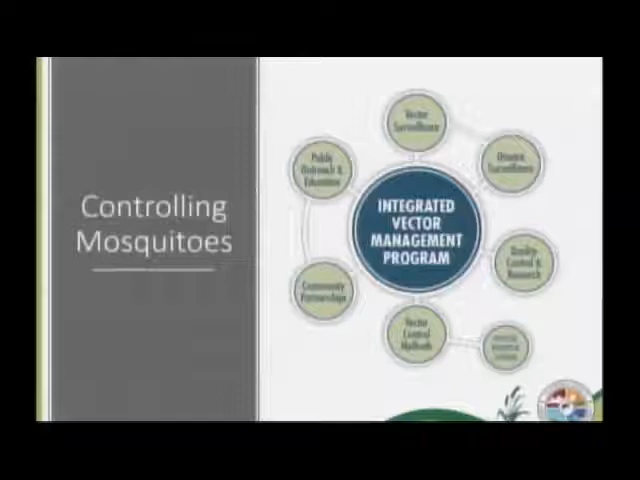 Controlling
Mosquitoes
INTEGRATED
VECTOR
MANAGEMENT
PROGRAM
Vector
Surveillance
Disease
Surveillance
Quality
Control &
Research
Vector
Control
Methods
Community
Partnerships
Public
Outreach &
Education